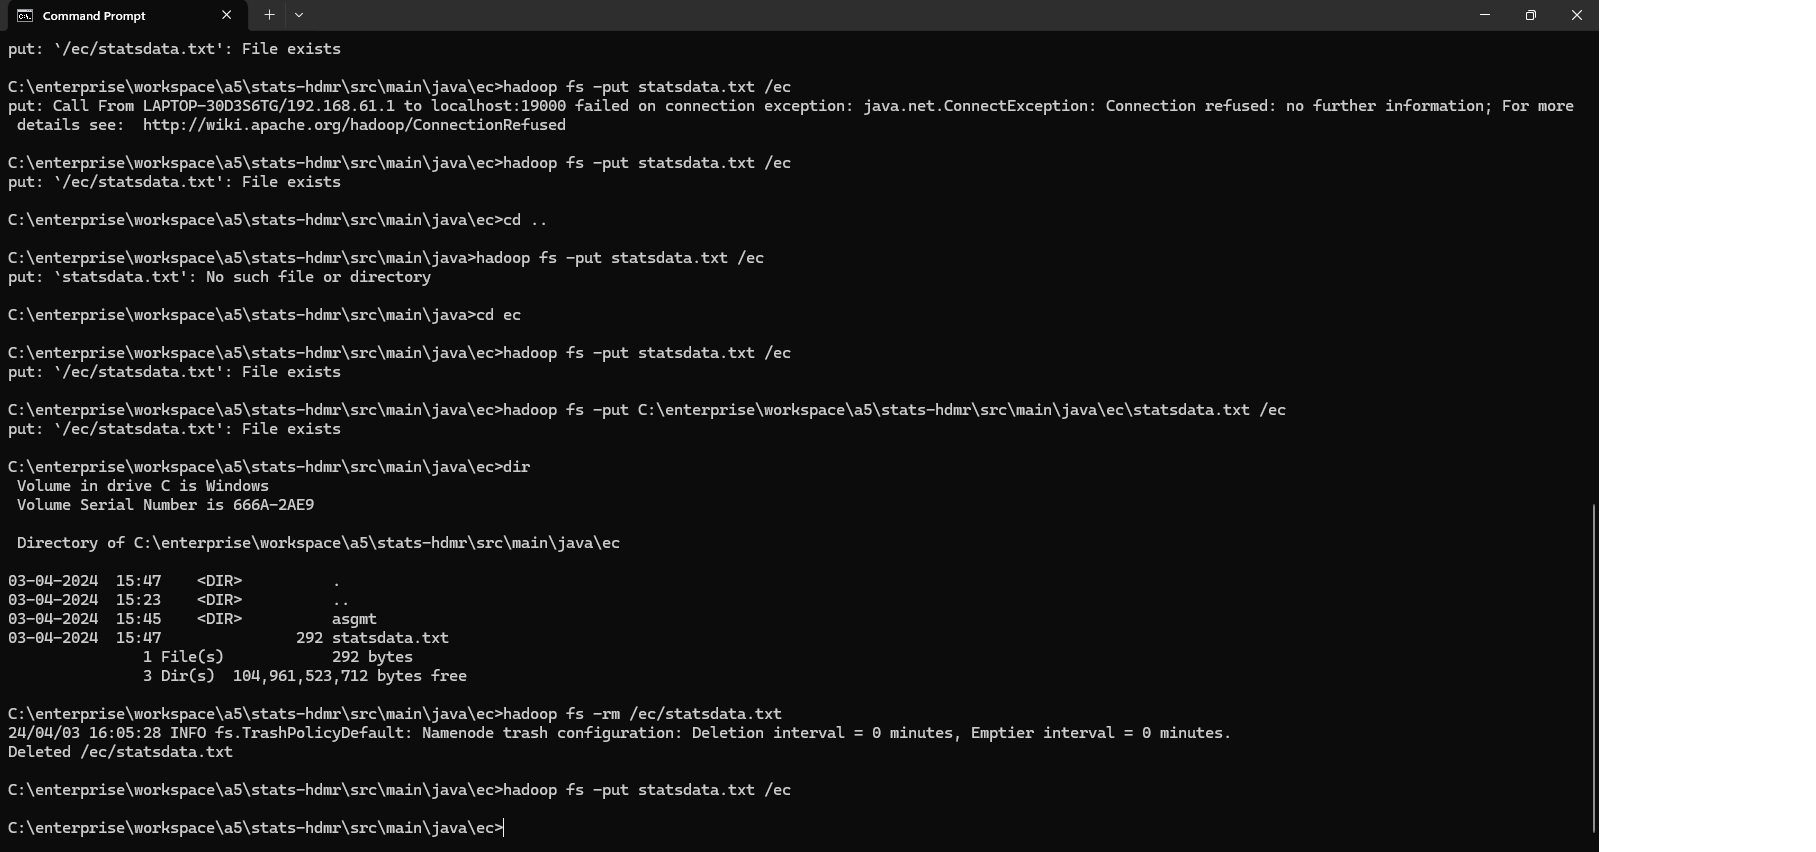 Command Prompt
put: `/ec/statsdata.txt': File exists
C:\enterprise\workspace\a5\stats-hdmr\src\main\java\ec>hadoop fs -put statsdata.txt /ec
put: Call From LAPTOP-30D3S6TG/192.168.61.1 to localhost:19000 failed on connection exception: java.net.ConnectException: Connection refused: no further information; For more
 details see:  http://wiki.apache.org/hadoop/ConnectionRefused
C:\enterprise\workspace\a5\stats-hdmr\src\main\java\ec>hadoop fs -put statsdata.txt /ec
put: `/ec/statsdata.txt': File exists
C:\enterprise\workspace\a5\stats-hdmr\src\main\java\ec>cd ..
C:\enterprise\workspace\a5\stats-hdmr\src\main\java>hadoop fs -put statsdata.txt /ec
put: `statsdata.txt': No such file or directory
C:\enterprise\workspace\a5\stats-hdmr\src\main\java>cd ec
C:\enterprise\workspace\a5\stats-hdmr\src\main\java\ec>hadoop fs -put statsdata.txt /ec
put: `/ec/statsdata.txt': File exists
C:\enterprise\workspace\a5\stats-hdmr\src\main\java\ec>hadoop fs -put C:\enterprise\workspace\a5\stats-hdmr\src\main\java\ec\statsdata.txt /ec
put: `/ec/statsdata.txt': File exists
C:\enterprise\workspace\a5\stats-hdmr\src\main\java\ec>dir
 Volume in drive C is Windows
 Volume Serial Number is 666A-2AE9
 Directory of C:\enterprise\workspace\a5\stats-hdmr\src\main\java\ec
03-04-2024  15:47    <DIR>          .
03-04-2024  15:23    <DIR>          ..
03-04-2024  15:45    <DIR>          asgmt
03-04-2024  15:47               292 statsdata.txt
               1 File(s)            292 bytes
               3 Dir(s)  104,961,523,712 bytes free
C:\enterprise\workspace\a5\stats-hdmr\src\main\java\ec>hadoop fs -rm /ec/statsdata.txt
24/04/03 16:05:28 INFO fs.TrashPolicyDefault: Namenode trash configuration: Deletion interval = 0 minutes, Emptier interval = 0 minutes.
Deleted /ec/statsdata.txt
C:\enterprise\workspace\a5\stats-hdmr\src\main\java\ec>hadoop fs -put statsdata.txt /ec
C:\enterprise\workspace\a5\stats-hdmr\src\main\java\ec>